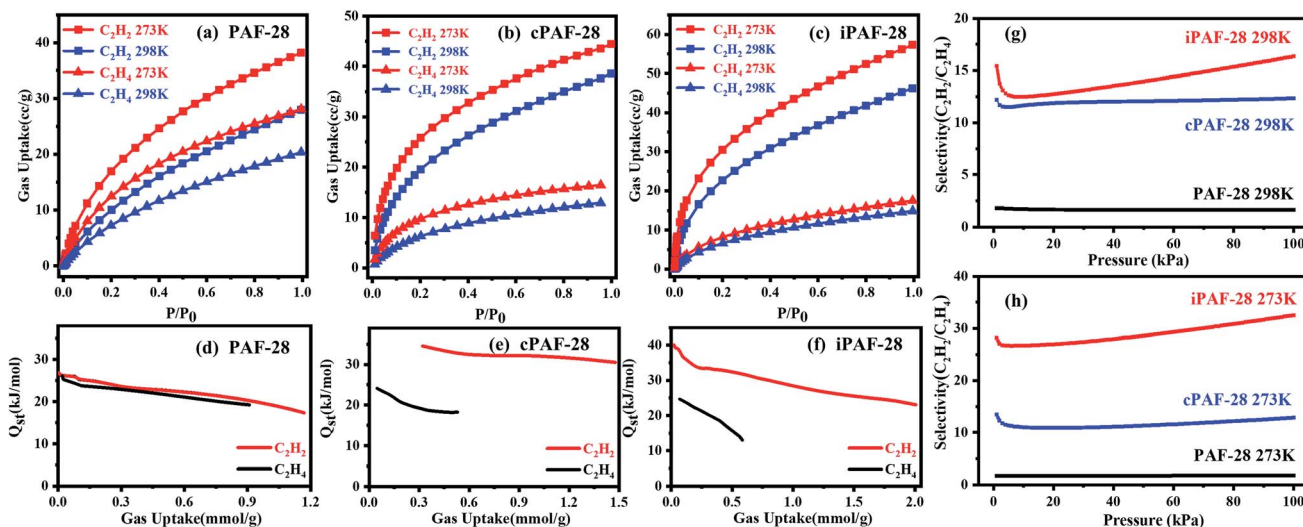 (a) PAF-28
C₂H₂ 273K
C₂H₂ 298K
C₂H₄ 273K
C₂H₄ 298K
Gas Uptake(cc/g)
40
30
20
10
0
0.0 0.2 0.4 0.6 0.8 1.0
P/P₀
(b) cPAF-28
C₂H₂ 273K
C₂H₂ 298K
C₂H₄ 273K
C₂H₄ 298K
Gas Uptake(cc/g)
50
40
30
20
10
0
0.0 0.2 0.4 0.6 0.8 1.0
P/P₀
(c) iPAF-28
C₂H₂ 273K
C₂H₂ 298K
C₂H₄ 273K
C₂H₄ 298K
Gas Uptake(cc/g)
60
50
40
30
20
10
0
0.0 0.2 0.4 0.6 0.8 1.0
P/P₀
(g)
iPAF-28 298K
cPAF-28 298K
PAF-28 298K
Selectivity(C₂H₂/C₂H₄)
20
15
10
5
0
0 20 40 60 80 100
Pressure (kPa)
(d) PAF-28
Qst(kJ/mol)
30
20
10
0
C₂H₂
C₂H₄
0.0 0.3 0.6 0.9 1.2
Gas Uptake(mmol/g)
(e) cPAF-28
Qst(kJ/mol)
30
20
10
0
C₂H₂
C₂H₄
0.0 0.3 0.6 0.9 1.2 1.5
Gas Uptake(mmol/g)
(f) iPAF-28
Qst(kJ/mol)
40
30
20
10
0
C₂H₂
C₂H₄
0.0 0.5 1.0 1.5 2.0
Gas Uptake(mmol/g)
(h)
iPAF-28 273K
cPAF-28 273K
PAF-28 273K
Selectivity(C₂H₂/C₂H₄)
40
30
20
10
0
0 20 40 60 80 100
Pressure (kPa)